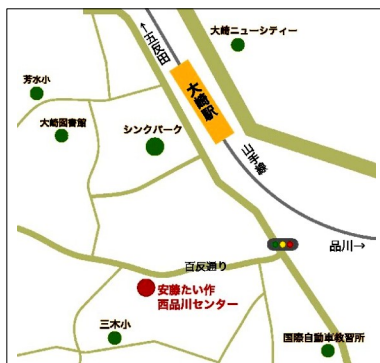 ←五反田
大崎ニューシティー
芳水小
大崎駅
大崎図書館
シンクパーク
山手線
品川→
百反通り
安藤たい作
西品川センター
三木小
国際自動車教習所